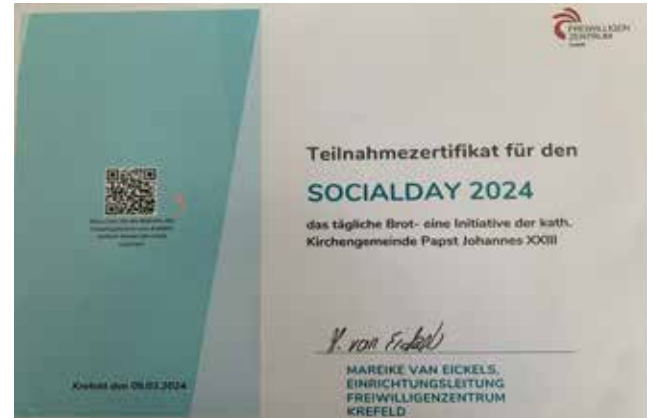 FREIWILLIGEN
ZENTRUM
Teilnahmezertifikat für den
SOCIALDAY 2024
das tägliche Brot- eine Initiative der kath.
Kirchengemeinde Papst Johannes XXIII
MAREIKE VAN EICKELS,
EINRICHTUNGSLEITUNG
FREIWILLIGENZENTRUM
KREFELD
Krefeld den 09.03.2024